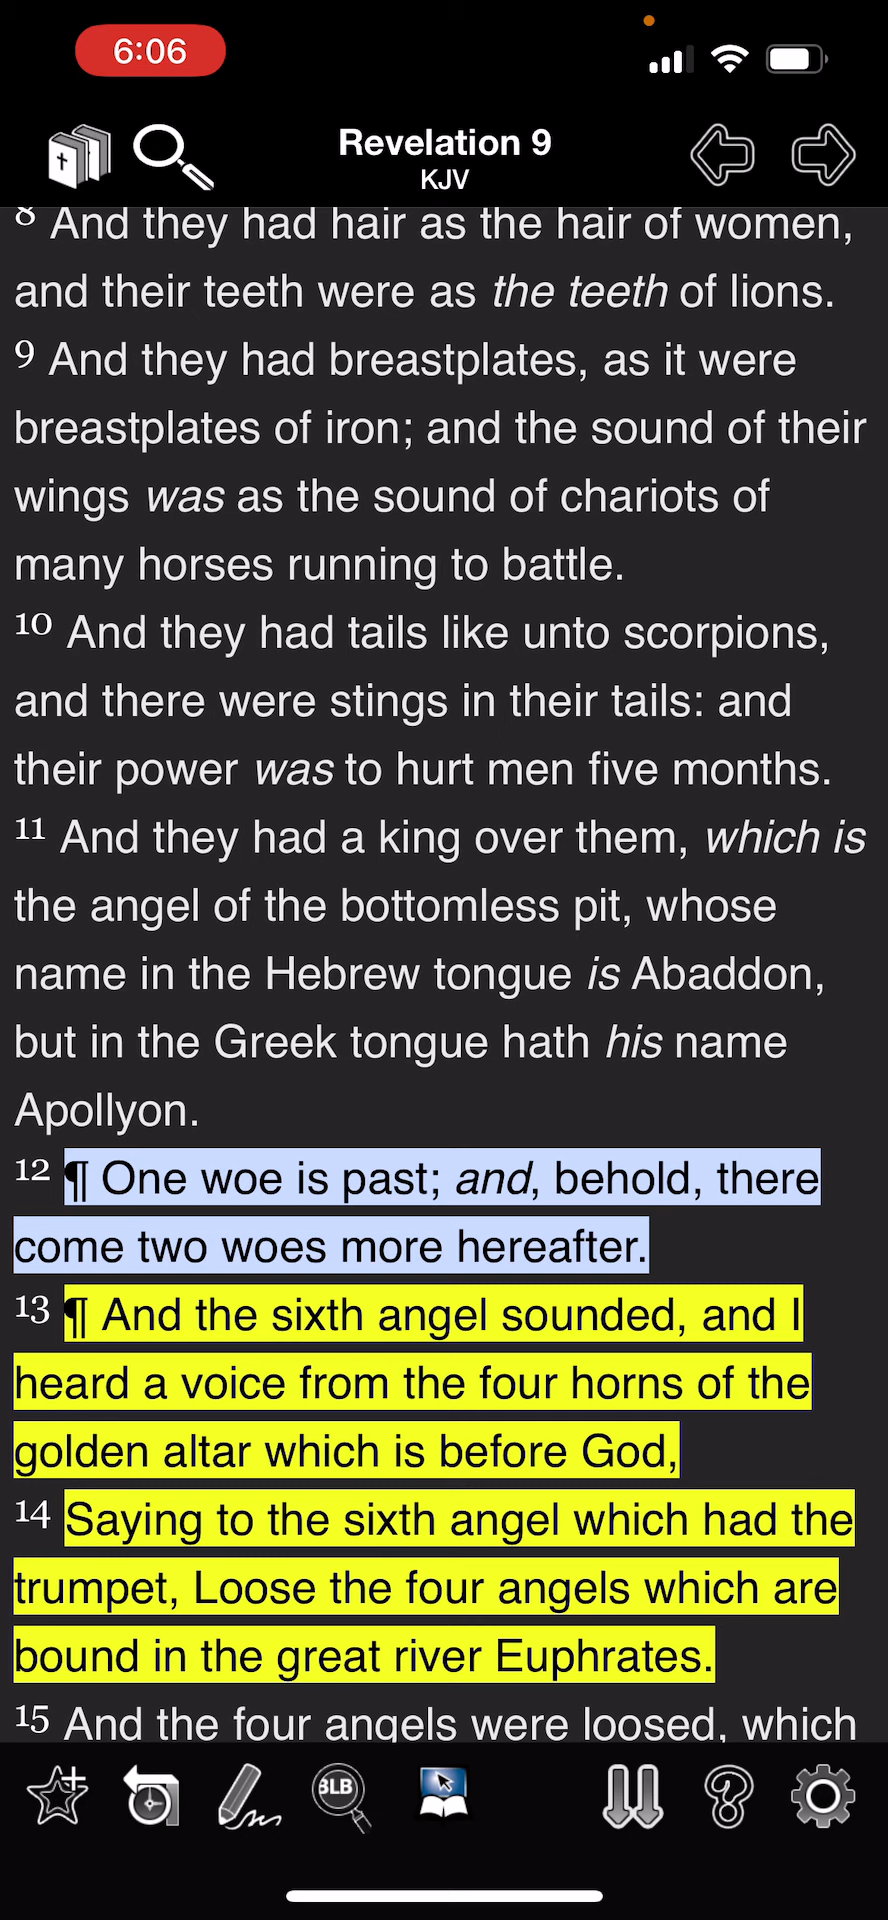 6:06
Revelation 9
KJV
8 And they had hair as the hair of women,
and their teeth were as the teeth of lions.
9 And they had breastplates, as it were
breastplates of iron; and the sound of their
wings was as the sound of chariots of
many horses running to battle.
10 And they had tails like unto scorpions,
and there were stings in their tails: and
their power was to hurt men five months.
11 And they had a king over them, which is
the angel of the bottomless pit, whose
name in the Hebrew tongue is Abaddon,
but in the Greek tongue hath his name
Apollyon.
12 ¶ One woe is past; and, behold, there
come two woes more hereafter.
13 ¶ And the sixth angel sounded, and I
heard a voice from the four horns of the
golden altar which is before God,
14 Saying to the sixth angel which had the
trumpet, Loose the four angels which are
bound in the great river Euphrates.
15 And the four angels were loosed, which
BLB